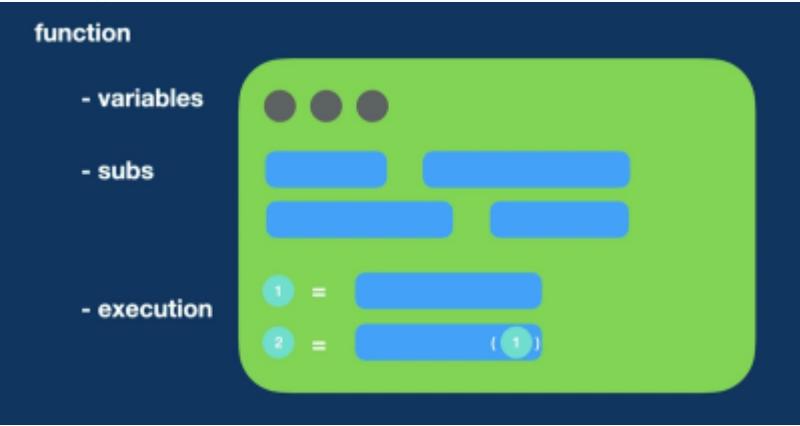 function
- variables
- subs
- execution
1 =
2 = ( 1 )